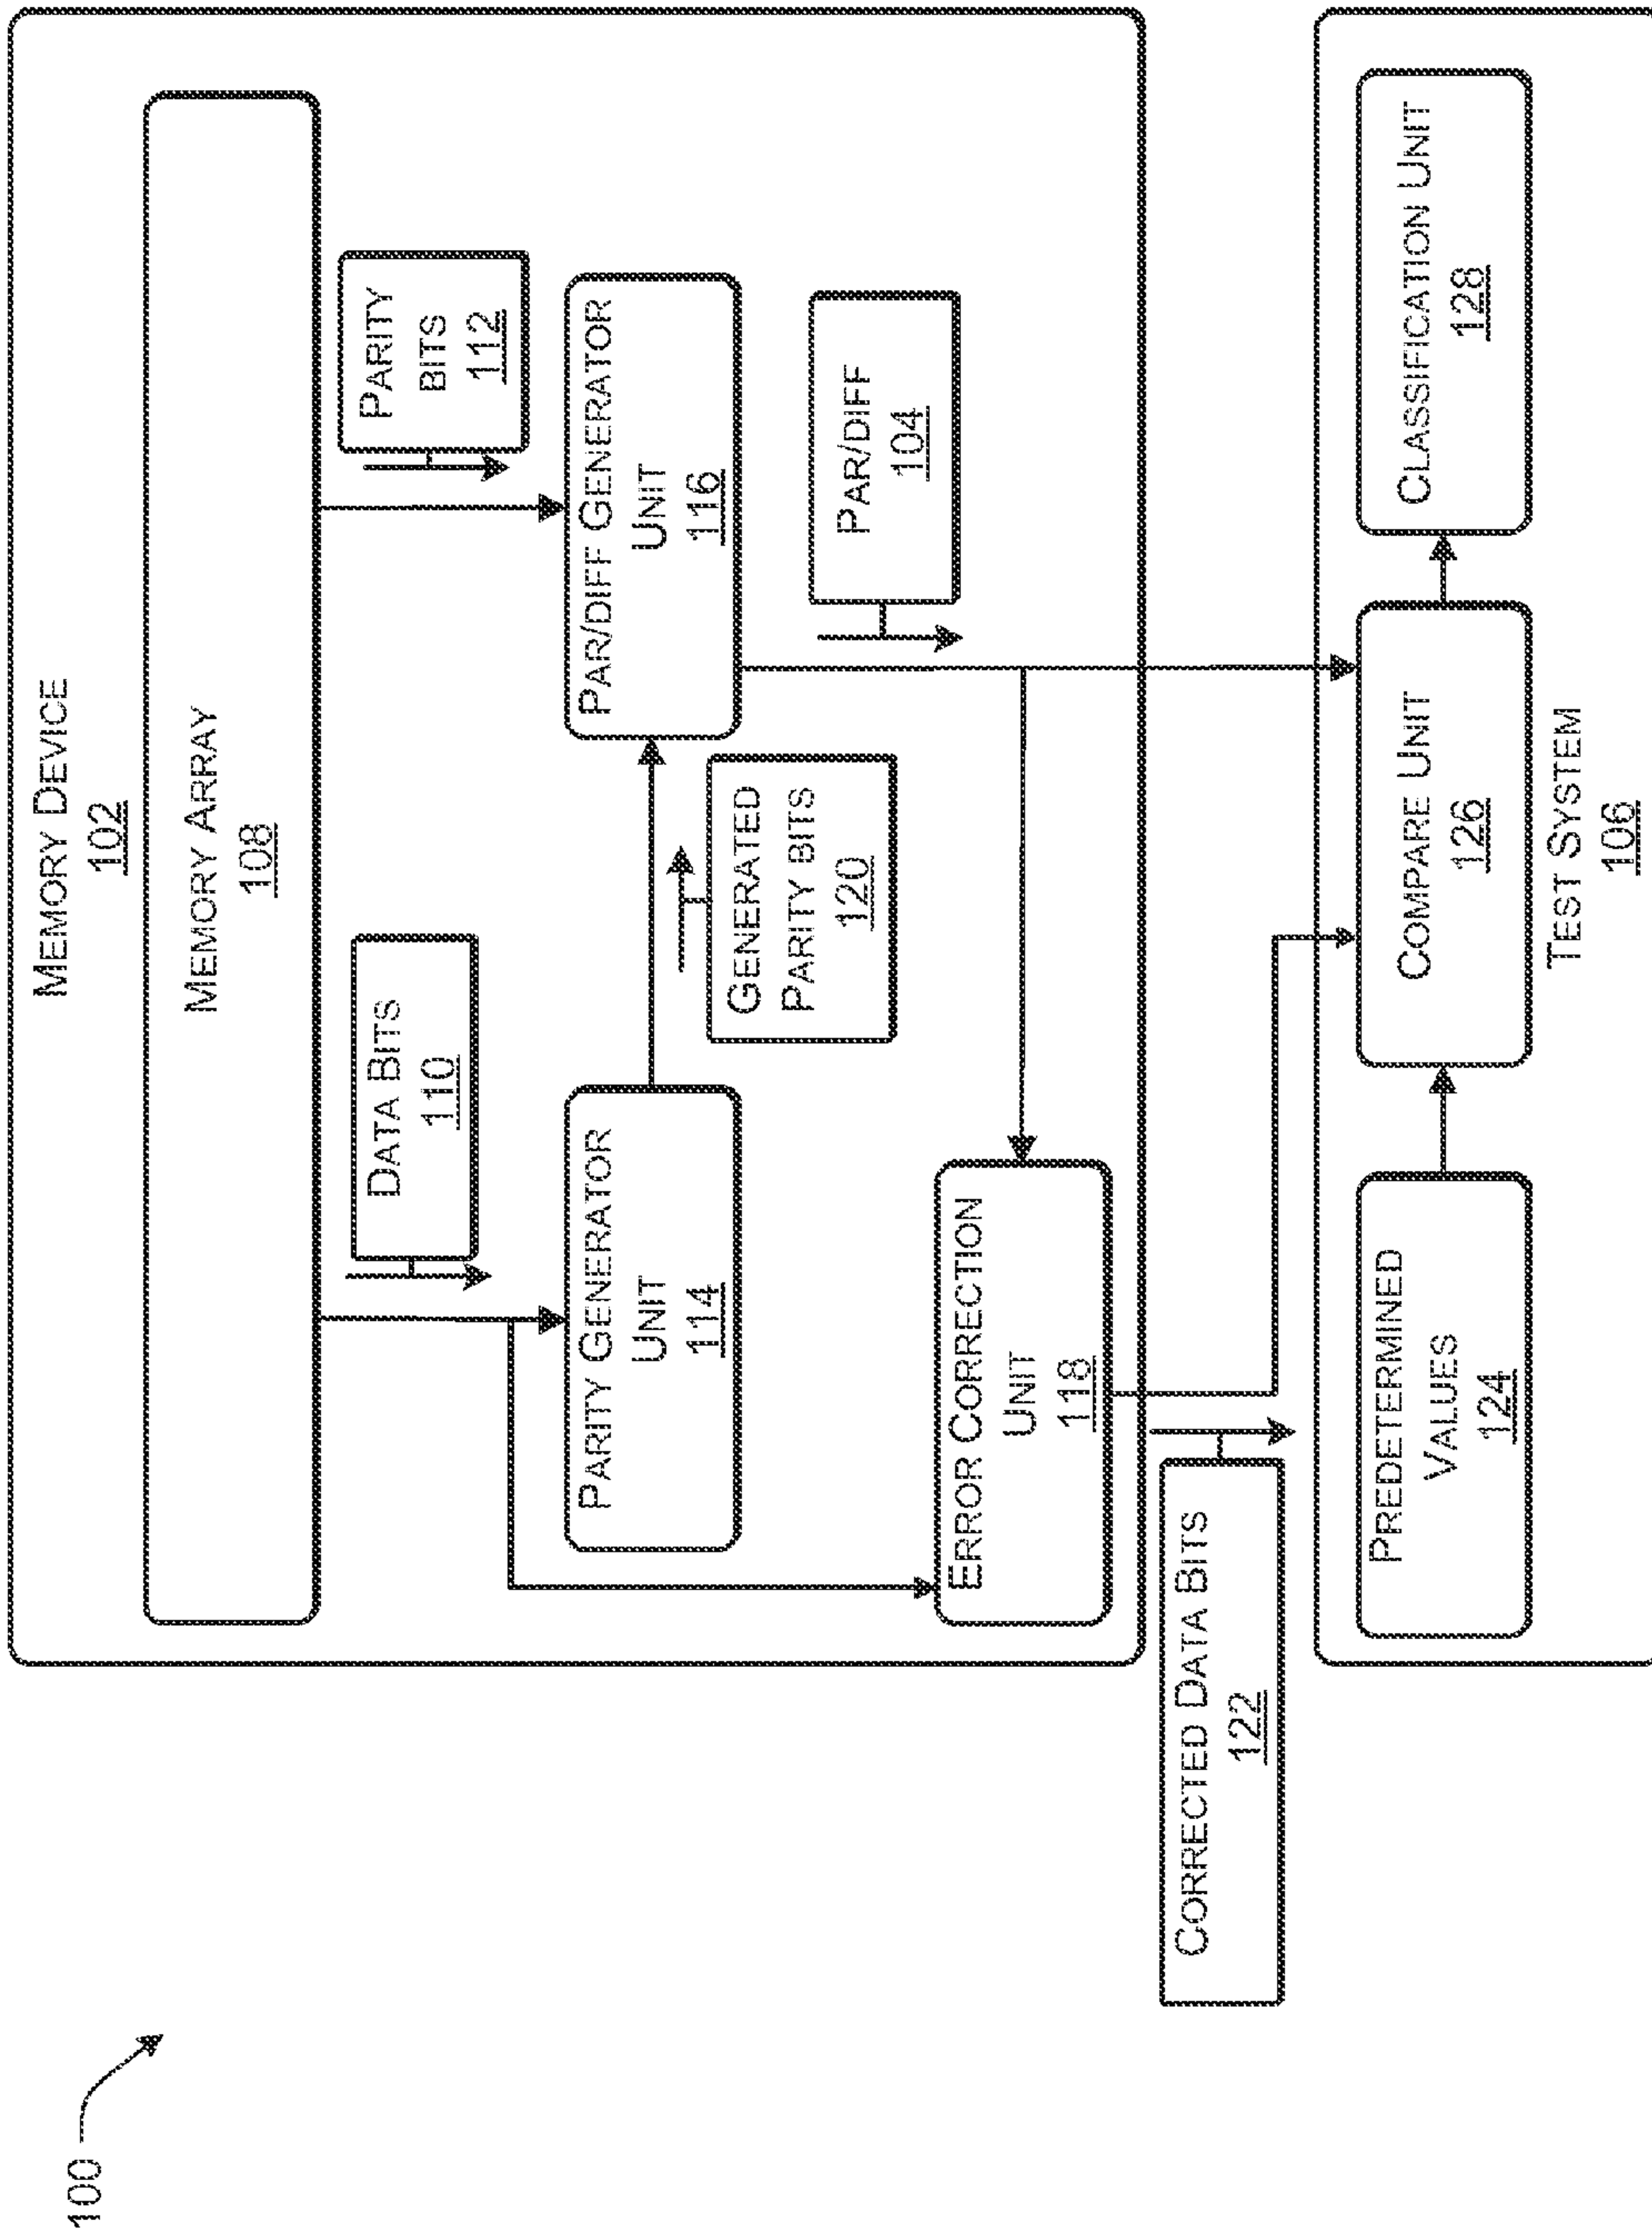 100
MEMORY DEVICE
102
MEMORY ARRAY
108
DATA BITS
110
PARITY
BITS
112
PARITY GENERATOR
UNIT
114
PAR/DIFF GENERATOR
UNIT
116
GENERATED
PARITY BITS
120
PAR/DIFF
104
ERROR CORRECTION
UNIT
118
CORRECTED DATA BITS
122
PREDETERMINED
VALUES
124
COMPARE UNIT
126
CLASSIFICATION UNIT
128
TEST SYSTEM
106